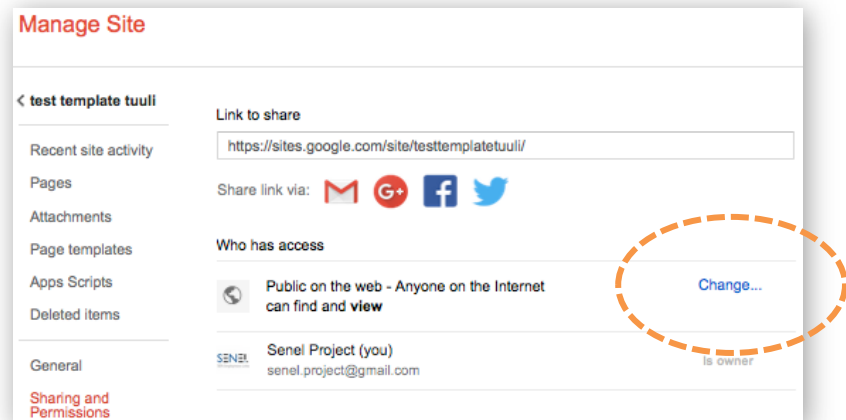 Manage Site
test template tuuli
Recent site activity
Pages
Attachments
Page templates
Apps Scripts
Deleted items
General
Sharing and
Permissions
Link to share
https://sites.google.com/site/testtemplatetuuli/
Share link via:
Who has access
Public on the web - Anyone on the Internet
can find and view
Change...
SENEL
Senel Project (you)
senel.project@gmail.com
Is owner